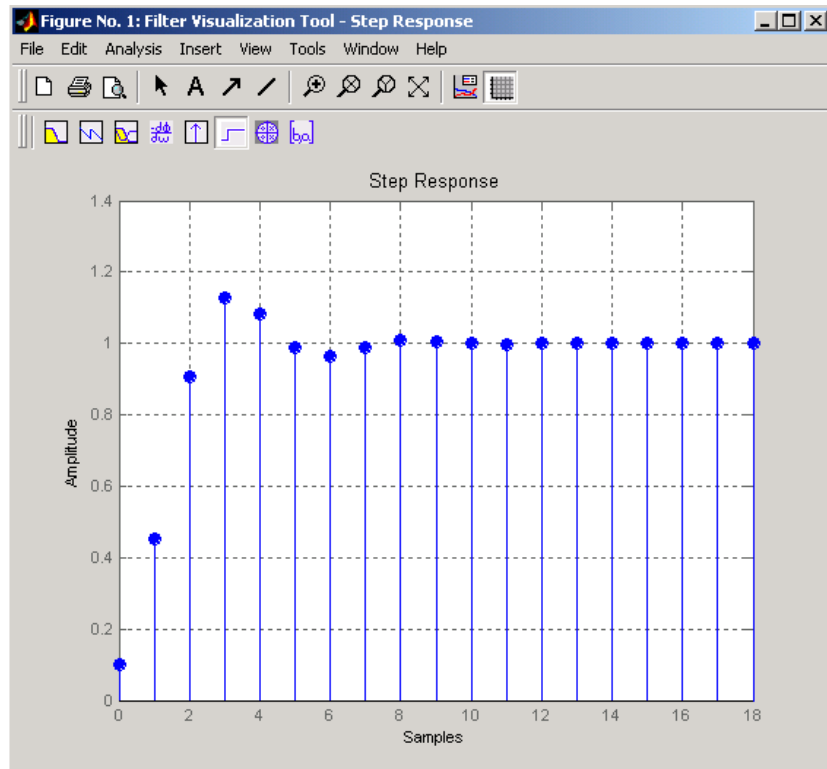 Figure No. 1: Filter Visualization Tool - Step Response
File Edit Analysis Insert View Tools Window Help
A
[b,a]
Step Response
1.4
1.2
1
0.8
0.6
0.4
0.2
0
Amplitude
0 2 4 6 8 10 12 14 16 18
Samples